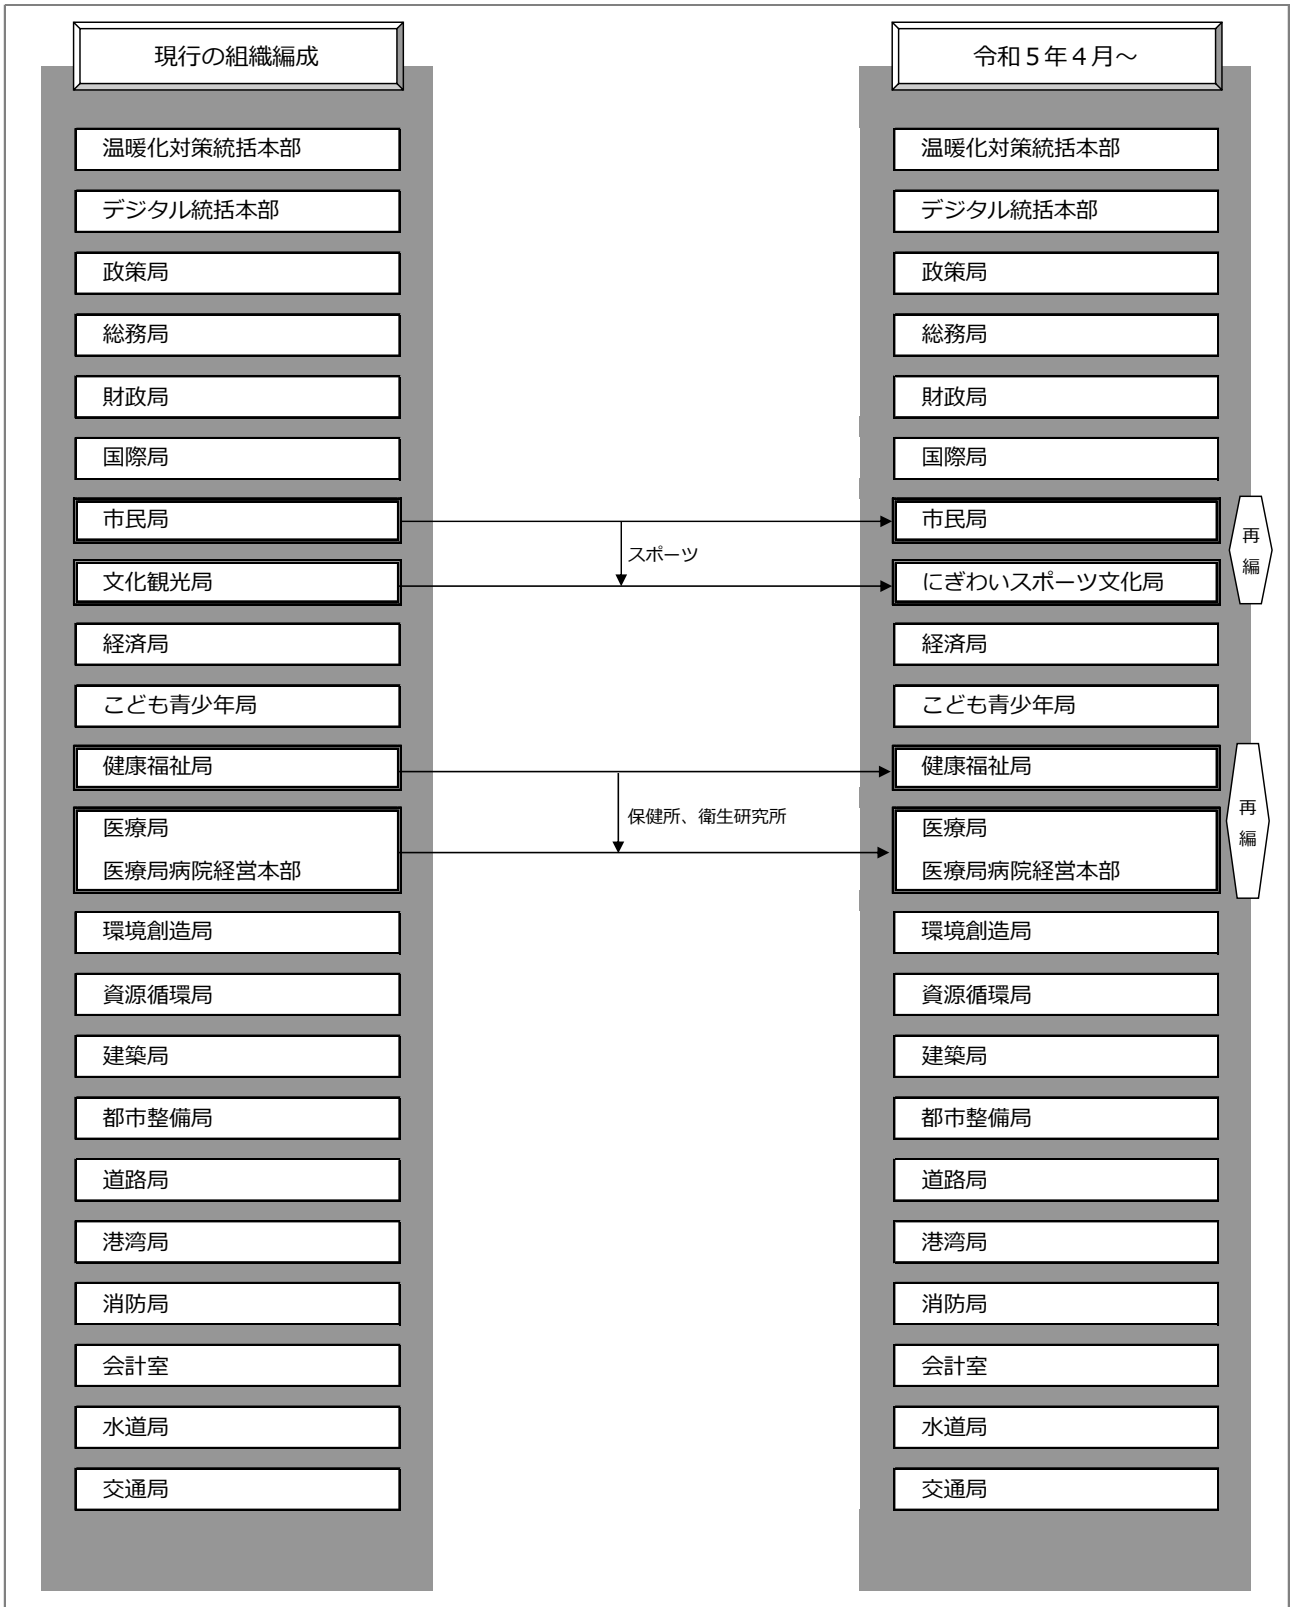 現行の組織編成
温暖化対策統括本部
デジタル統括本部
政策局
総務局
財政局
国際局
市民局
文化観光局
経済局
こども青少年局
健康福祉局
医療局
医療局病院経営本部
環境創造局
資源循環局
建築局
都市整備局
道路局
港湾局
消防局
会計室
水道局
交通局
スポーツ
保健所、衛生研究所
令和５年４月～
温暖化対策統括本部
デジタル統括本部
政策局
総務局
財政局
国際局
市民局
にぎわいスポーツ文化局
経済局
こども青少年局
健康福祉局
医療局
医療局病院経営本部
環境創造局
資源循環局
建築局
都市整備局
道路局
港湾局
消防局
会計室
水道局
交通局
再編
再編